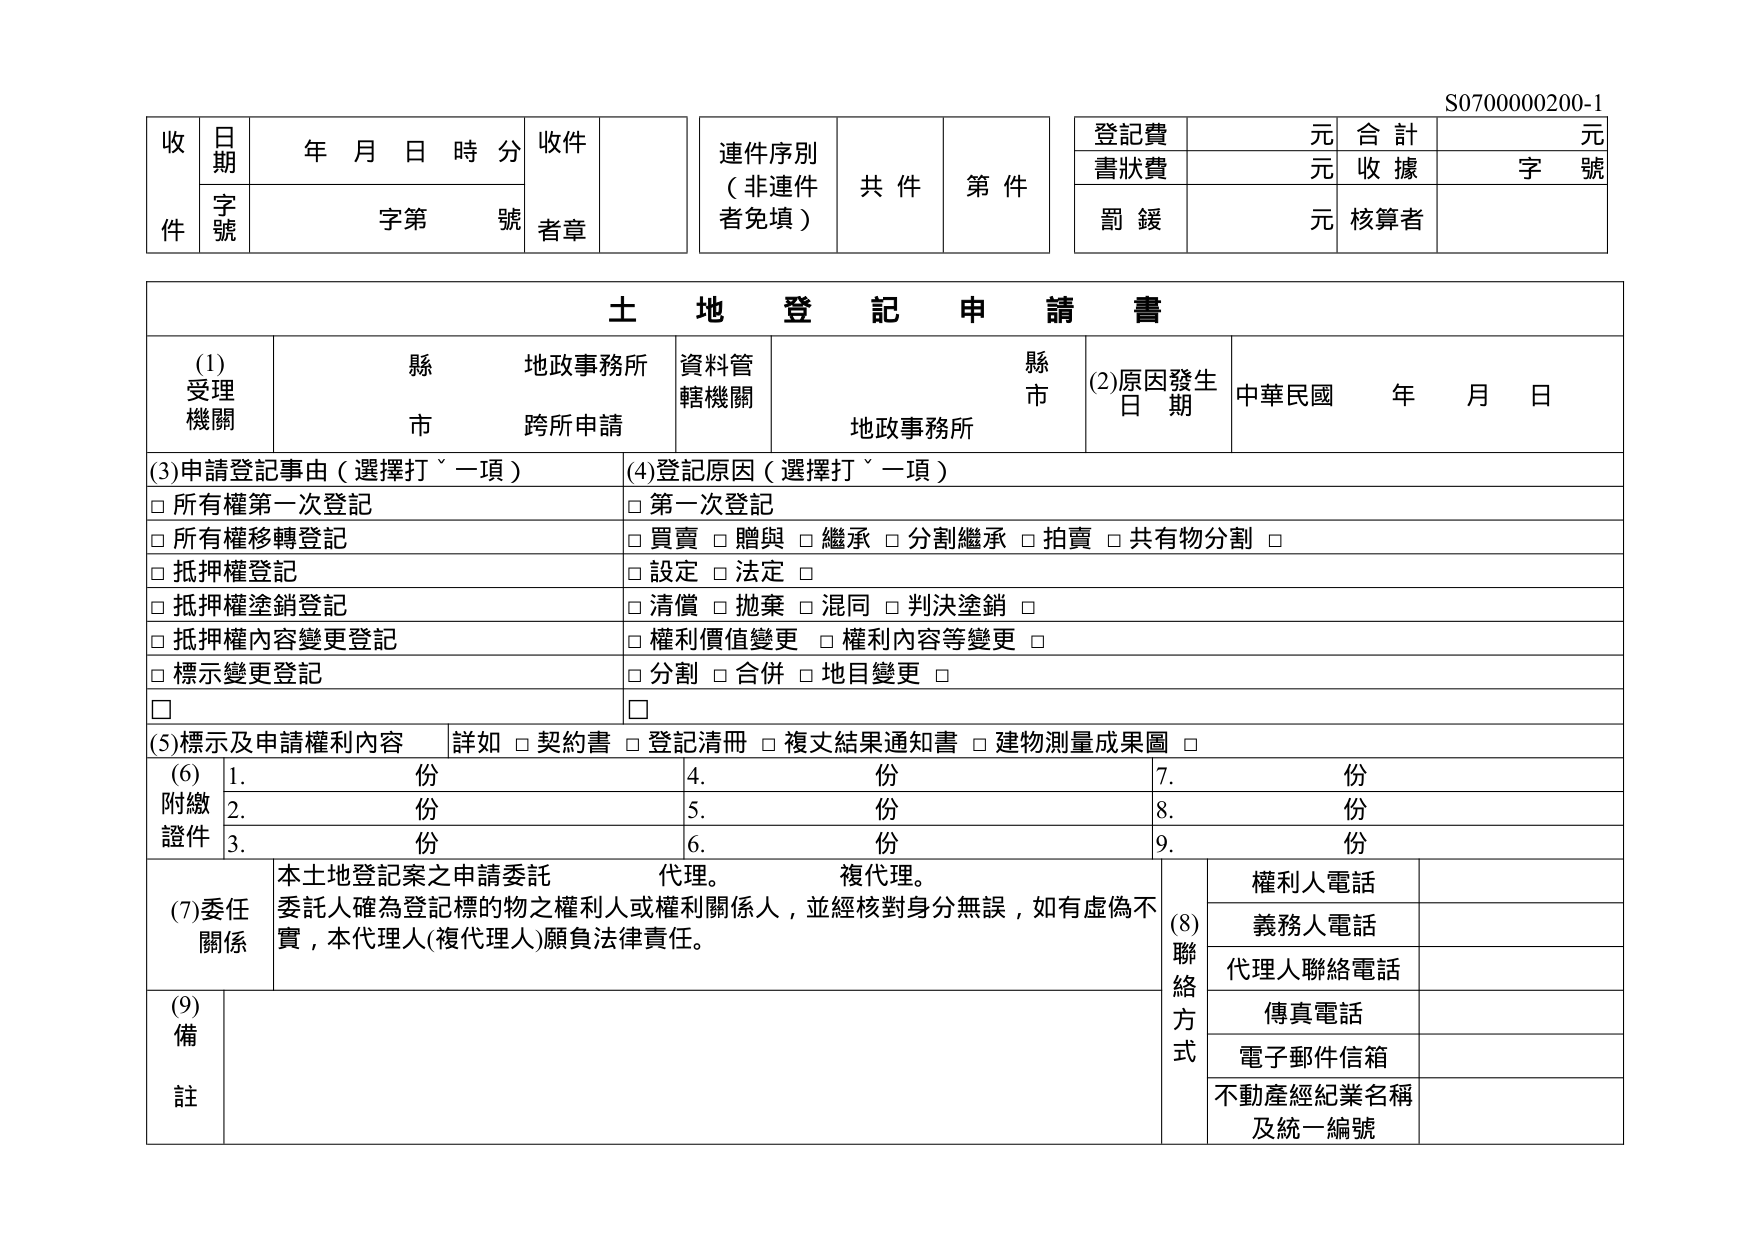 S0700000200-1
收件
日期
年 月 日 時 分
字號
字第 號
收件者章
連件序別
（非連件
者免填）
共 件
第 件
登記費 元 合 計 元
書狀費 元 收 據 字 號
罰 鍰 元 核算者
土 地 登 記 申 請 書
(1)
受理
機關
縣 地政事務所
市 跨所申請
資料管
轄機關
縣
市
地政事務所
(2)原因發生
日 期
中華民國 年 月 日
(3)申請登記事由（選擇打ˇ一項） (4)登記原因（選擇打ˇ一項）
□ 所有權第一次登記 □ 第一次登記
□ 所有權移轉登記 □ 買賣 □ 贈與 □ 繼承 □ 分割繼承 □ 拍賣 □ 共有物分割 □
□ 抵押權登記 □ 設定 □ 法定 □
□ 抵押權塗銷登記 □ 清償 □ 拋棄 □ 混同 □ 判決塗銷 □
□ 抵押權內容變更登記 □ 權利價值變更 □ 權利內容等變更 □
□ 標示變更登記 □ 分割 □ 合併 □ 地目變更 □
□ □
(5)標示及申請權利內容 詳如 □ 契約書 □ 登記清冊 □ 複丈結果通知書 □ 建物測量成果圖 □
(6)
附繳
證件
1. 份 4. 份 7. 份
2. 份 5. 份 8. 份
3. 份 6. 份 9. 份
(7)委任
關係
本土地登記案之申請委託 代理。 複代理。
委託人確為登記標的物之權利人或權利關係人，並經核對身分無誤，如有虛偽不
實，本代理人(複代理人)願負法律責任。
(8)
聯
絡
方
式
權利人電話
義務人電話
代理人聯絡電話
傳真電話
電子郵件信箱
不動產經紀業名稱
及統一編號
(9)
備
註